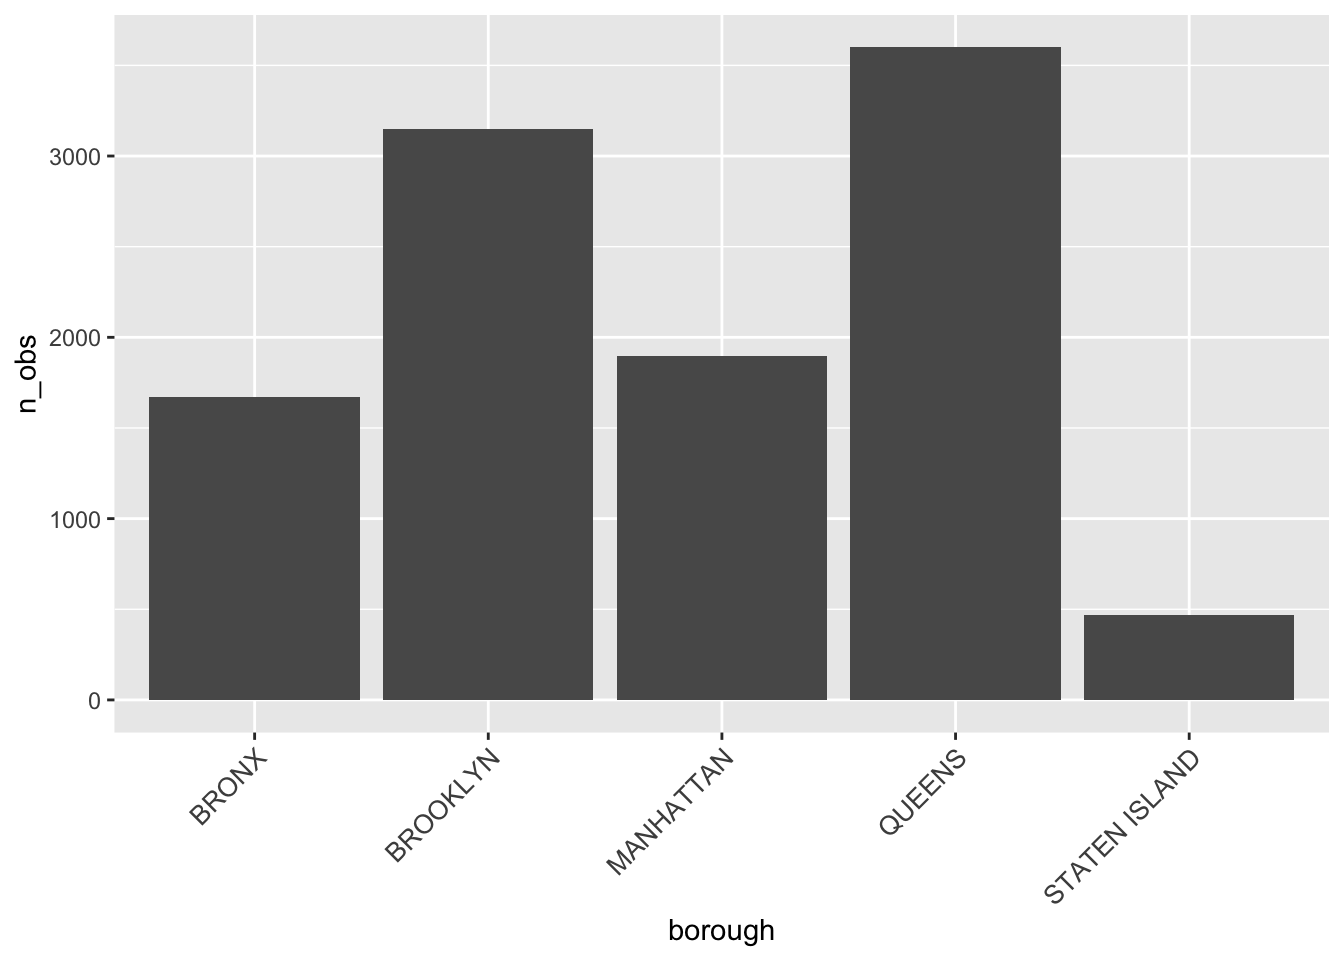 n_obs
3000
2000
1000
0
BRONX
BROOKLYN
MANHATTAN
QUEENS
STATEN ISLAND
borough